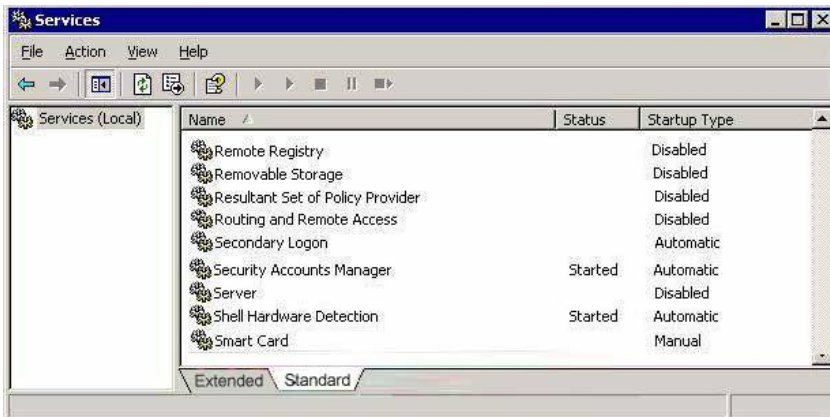 Services
File Action View Help
Services (Local)
Name Status Startup Type
Remote Registry Disabled
Removable Storage Disabled
Resultant Set of Policy Provider Disabled
Routing and Remote Access Disabled
Secondary Logon Automatic
Security Accounts Manager Started Automatic
Server Disabled
Shell Hardware Detection Started Automatic
Smart Card Manual
Extended Standard